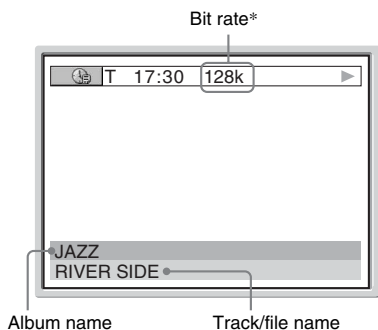 Bit rate*
T 17:30 128k
JAZZ
RIVER SIDE
Album name Track/file name